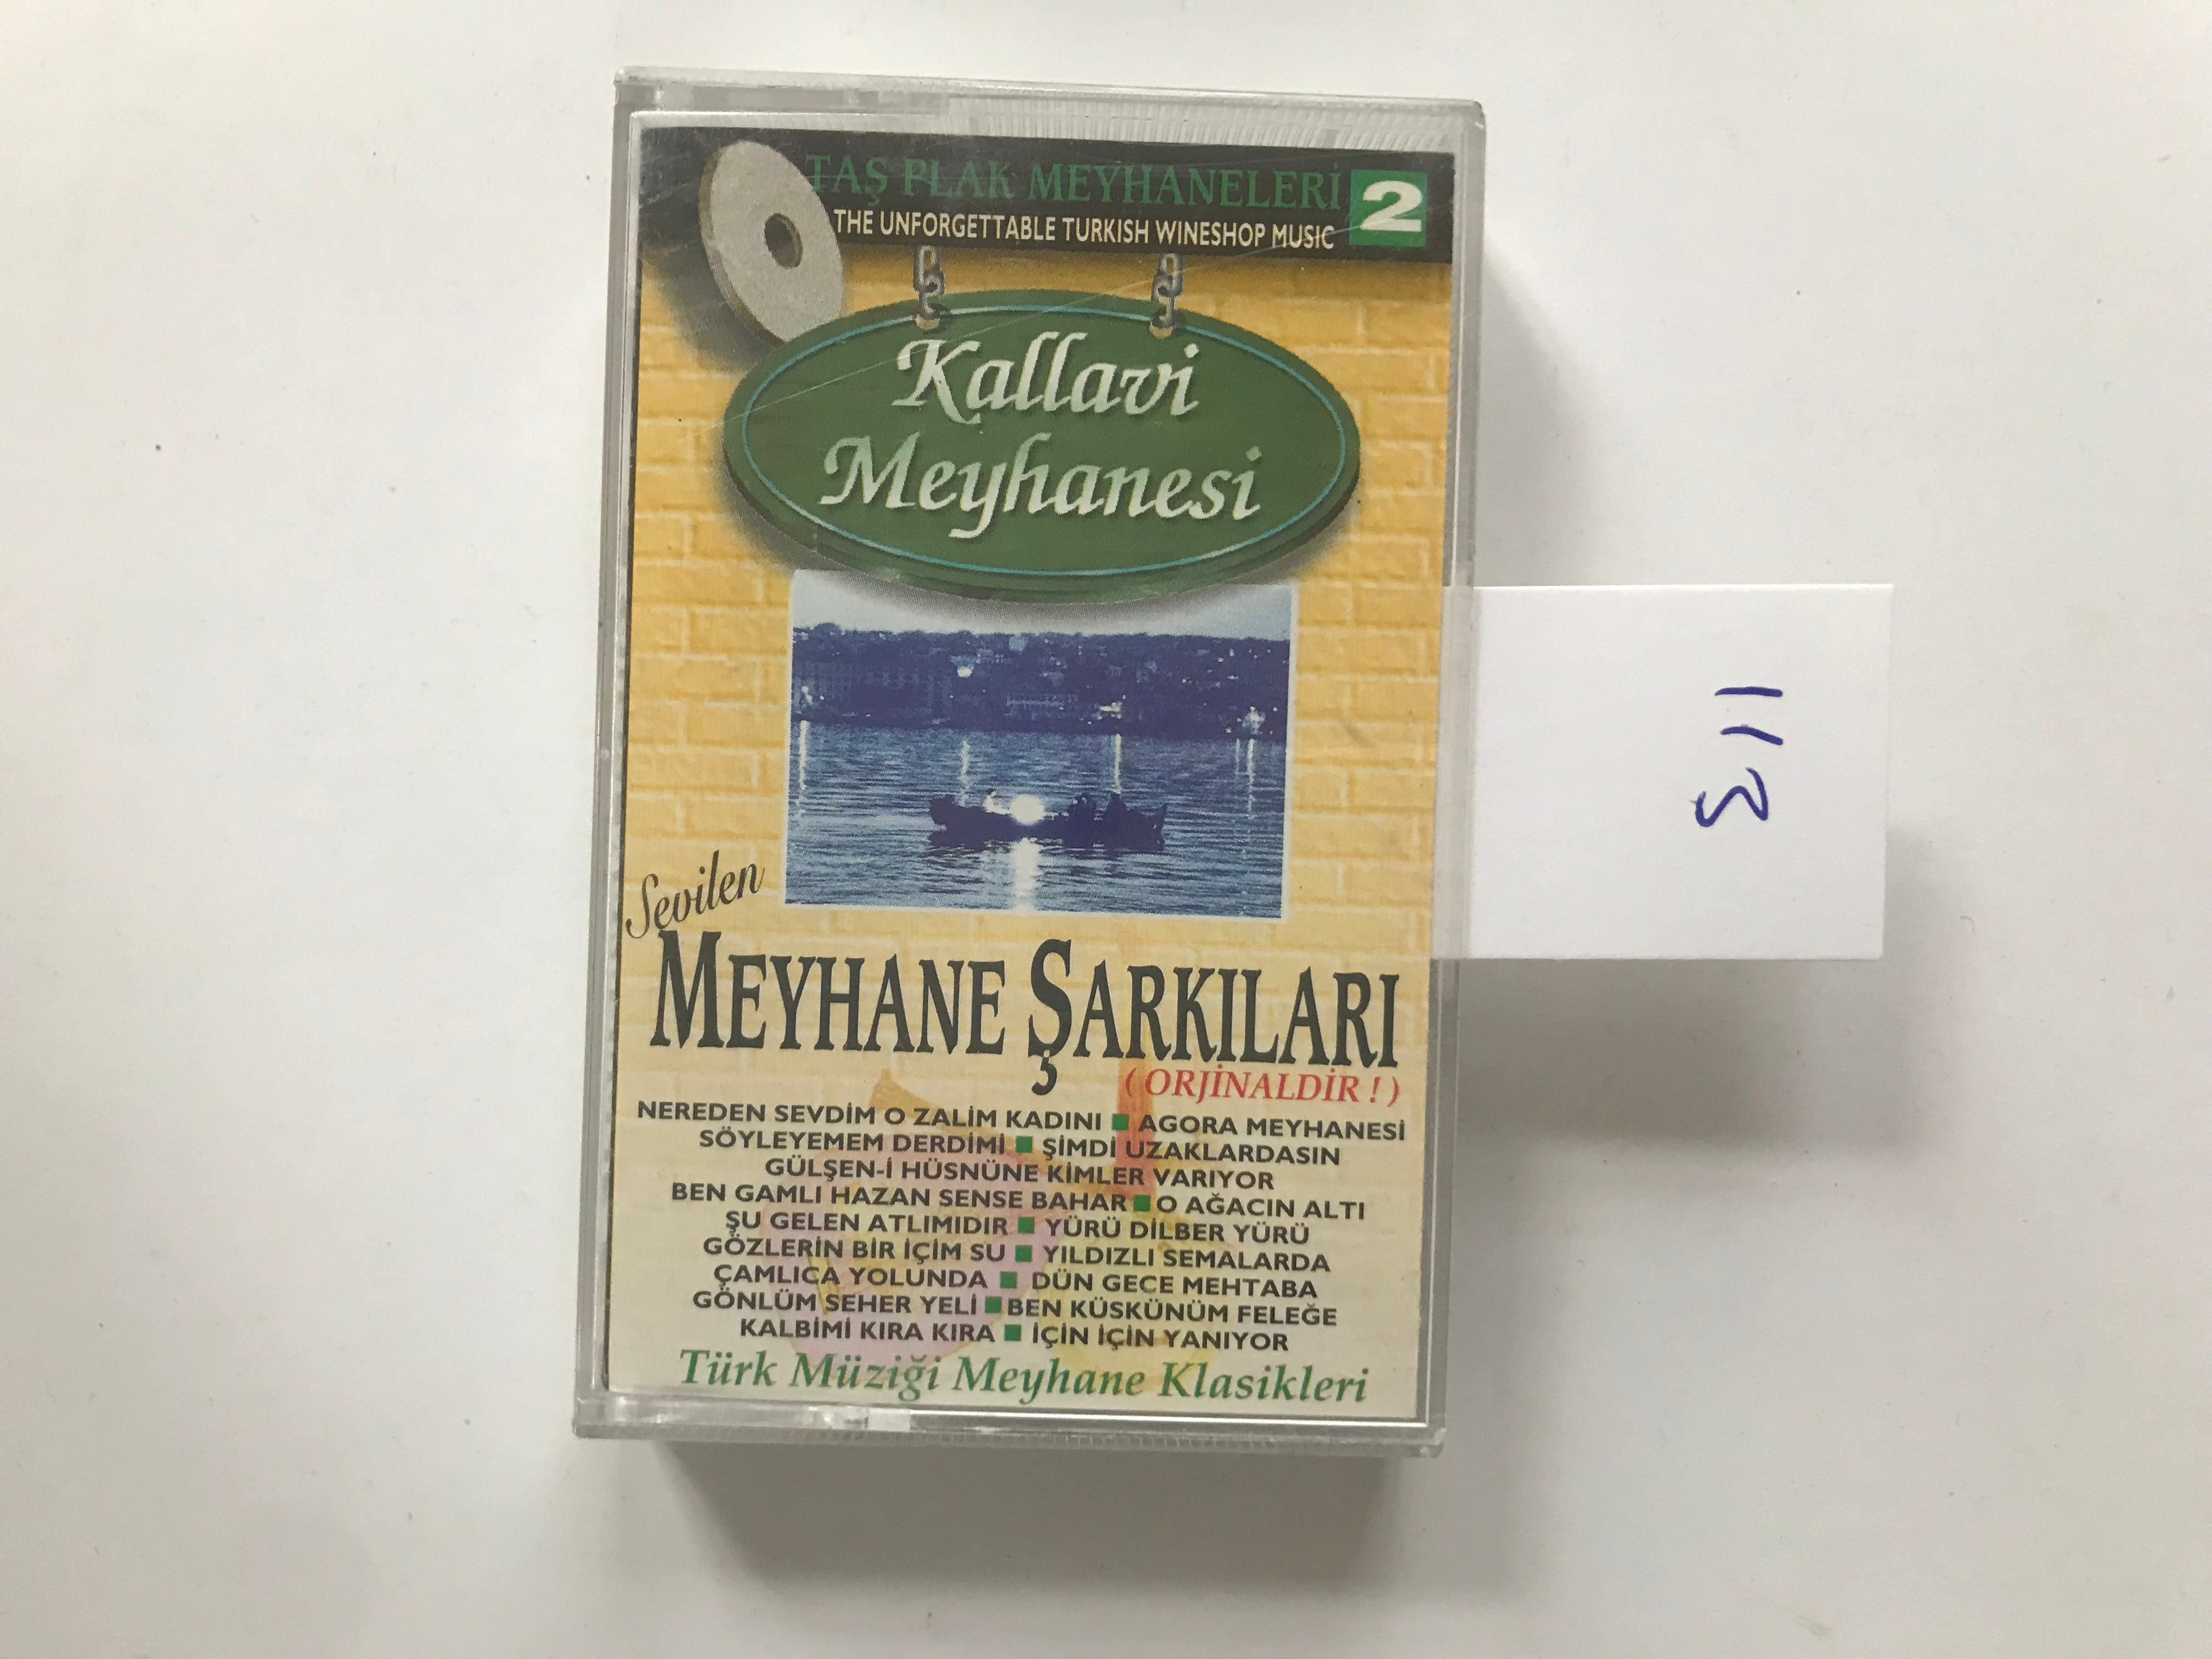 TAŞ PLAK MEYHANELERİ 2
THE UNFORGETTABLE TURKISH WINESHOP MUSIC
Kallavi
Meyhanesi
113
Sevilen
MEYHANE ŞARKILARI
( ORJİNALDİR ! )
NEREDEN SEVDİM O ZALİM KADINI ■ AGORA MEYHANESİ
SÖYLEYEMEM DERDİMİ ■ ŞİMDİ UZAKLARDASIN
GÜLŞEN-İ HÜSNÜNE KİMLER VARIYOR
BEN GAMLI HAZAN SENSE BAHAR ■ O AĞACIN ALTI
ŞU GELEN ATLIMIDIR ■ YÜRÜ DİLBER YÜRÜ
GÖZLERİN BİR İÇİM SU ■ YILDIZLI SEMALARDA
ÇAMLICA YOLUNDA ■ DÜN GECE MEHTABA
GÖNLÜM SEHER YELİ ■ BEN KÜSKÜNÜM FELEĞE
KALBİMİ KIRA KIRA ■ İÇİN İÇİN YANIYOR
Türk Müziği Meyhane Klasikleri